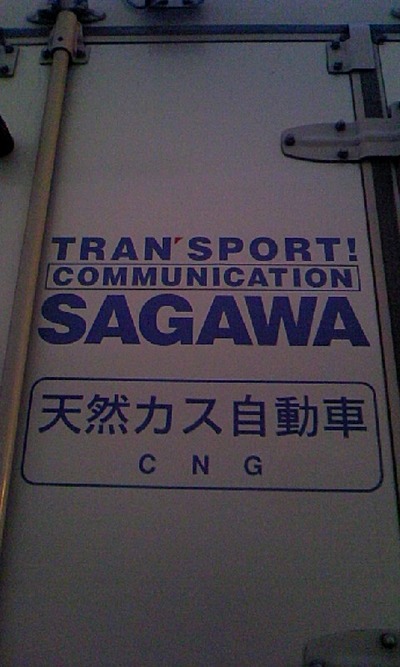 TRAN'SPORT!
COMMUNICATION
SAGAWA
天然カス自動車
CNG